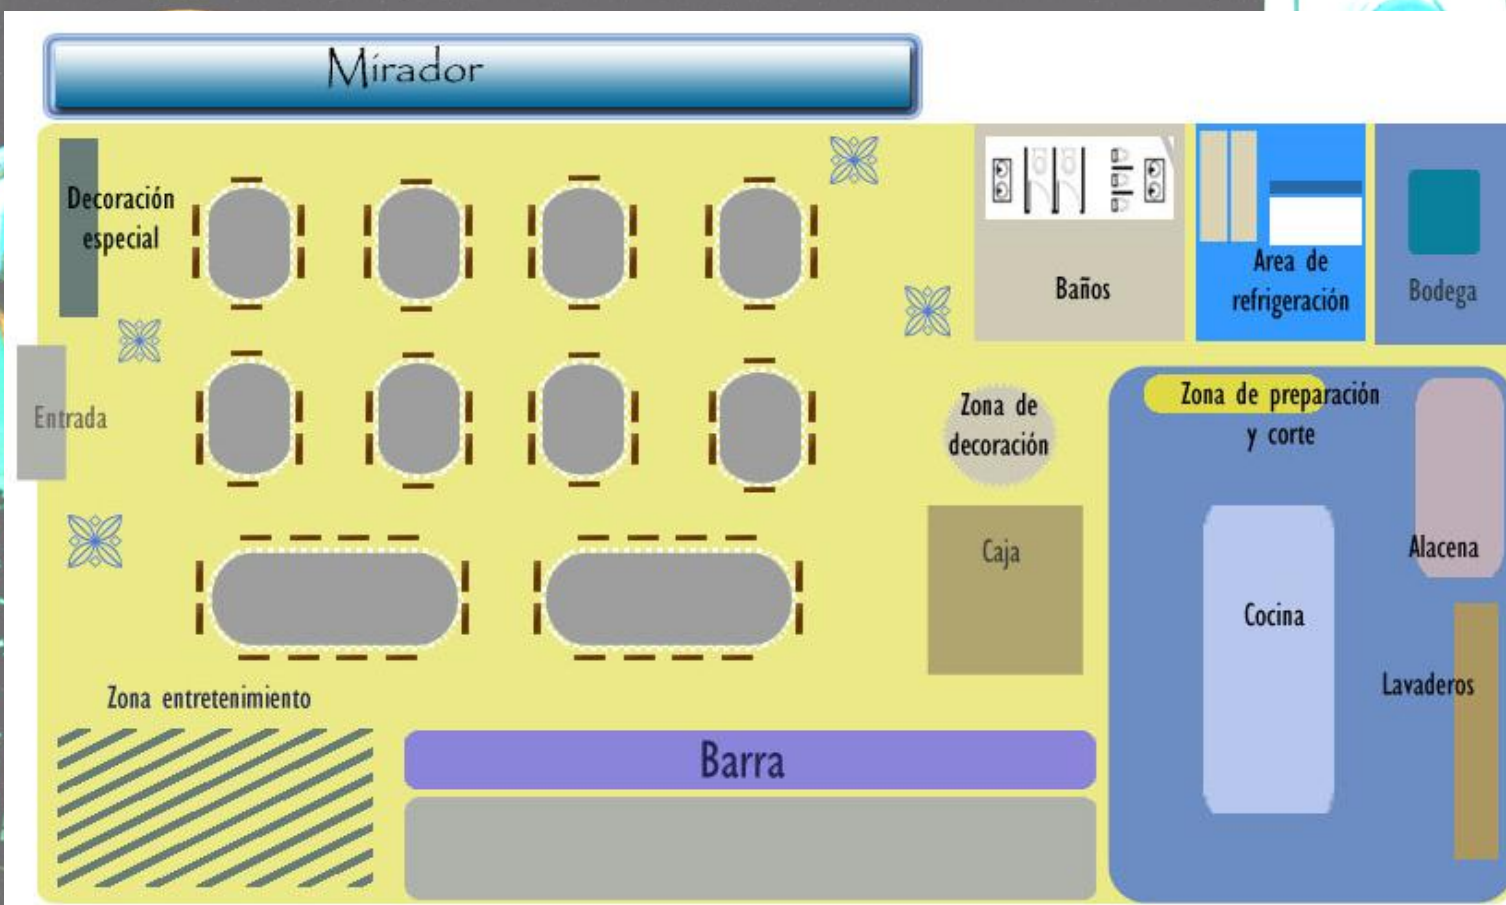 Mirador
Decoración
especial
Baños
Area de
refrigeración
Bodega
Entrada
Zona de
decoración
Zona de preparación
y corte
Caja
Alacena
Cocina
Lavaderos
Zona entretenimiento
Barra